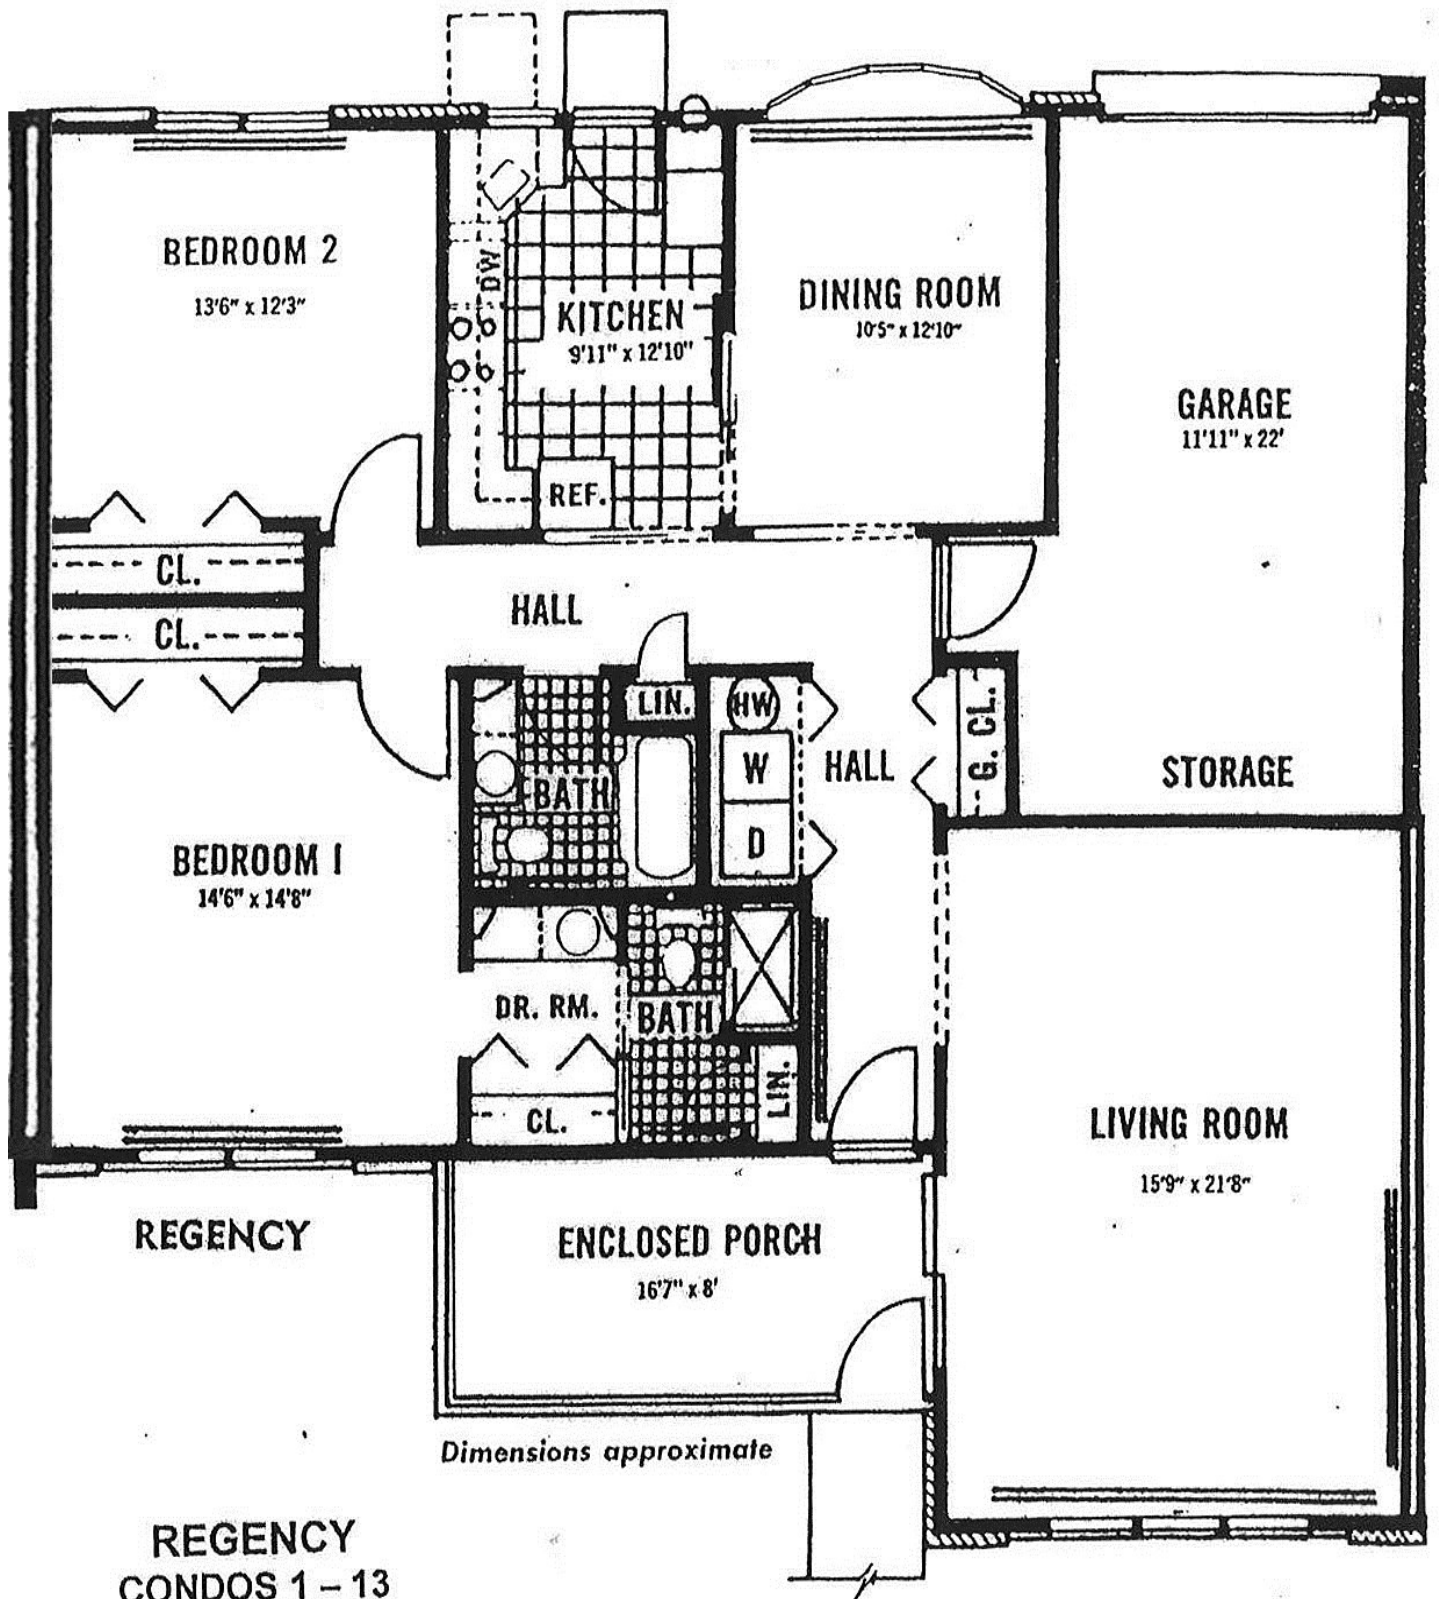 BEDROOM 2
13'6" x 12'3"
DW
KITCHEN
9'11" x 12'10"
REF.
DINING ROOM
10'5" x 12'10"
GARAGE
11'11" x 22'
CL.
CL.
HALL
LIN.
HW
W
D
HALL
G. CL.
STORAGE
BATH
BEDROOM 1
14'6" x 14'8"
DR. RM.
BATH
CL.
LIN.
LIVING ROOM
15'9" x 21'8"
REGENCY
ENCLOSED PORCH
16'7" x 8'
Dimensions approximate
REGENCY
CONDOS 1 – 13